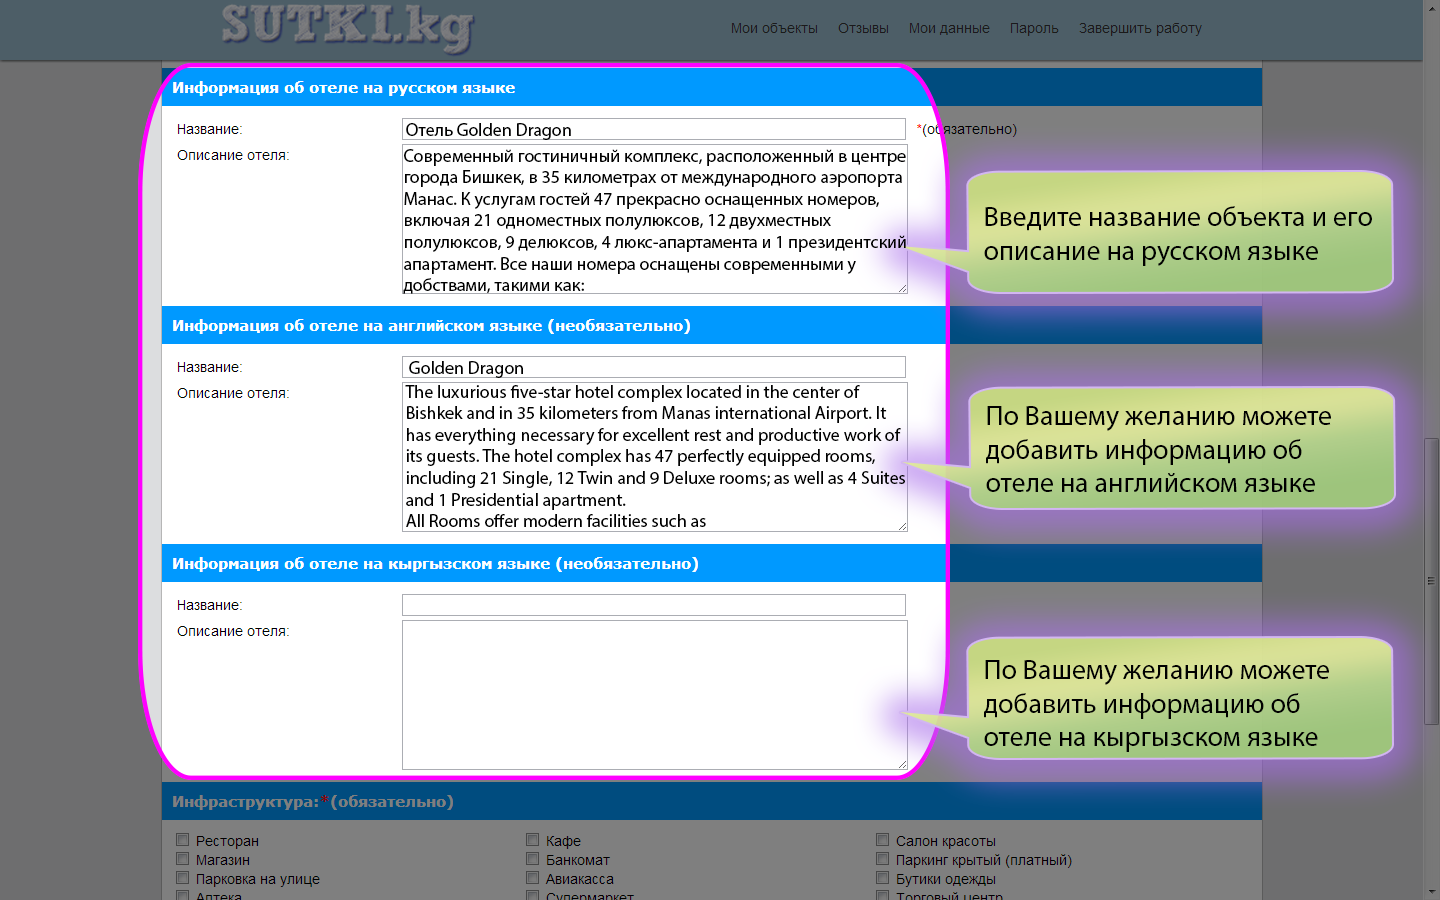 SUTKI.kg
Мои объекты Отзывы Мои данные Пароль Завершить работу
Информация об отеле на русском языке
Название: Отель Golden Dragon *(обязательно)
Описание отеля:
Современный гостиничный комплекс, расположенный в центре
города Бишкек, в 35 километрах от международного аэропорта
Манас. К услугам гостей 47 прекрасно оснащенных номеров,
включая 21 одноместных полулюксов, 12 двухместных
полулюксов, 9 делюксов, 4 люкс-апартамента и 1 президентский
апартамент. Все наши номера оснащены современными у
добствами, такими как:
Введите название объекта и его
описание на русском языке
Информация об отеле на английском языке (необязательно)
Название: Golden Dragon
Описание отеля:
The luxurious five-star hotel complex located in the center of
Bishkek and in 35 kilometers from Manas international Airport. It
has everything necessary for excellent rest and productive work of
its guests. The hotel complex has 47 perfectly equipped rooms,
including 21 Single, 12 Twin and 9 Deluxe rooms; as well as 4 Suites
and 1 Presidential apartment.
All Rooms offer modern facilities such as
По Вашему желанию можете
добавить информацию об
отеле на английском языке
Информация об отеле на кыргызском языке (необязательно)
Название:
Описание отеля:
По Вашему желанию можете
добавить информацию об
отеле на кыргызском языке
Инфраструктура:*(обязательно)
Ресторан Кафе Салон красоты
Магазин Банкомат Паркинг крытый (платный)
Парковка на улице Авиакасса Бутики одежды
Аптека Супермаркет Торговый центр